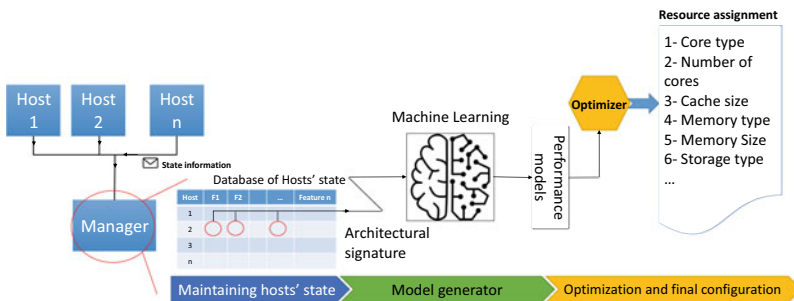 Resource assignment
1- Core type
2- Number of
cores
3- Cache size
4- Memory type
5- Memory Size
6- Storage type
...
Optimizer
Host
1
Host
2
Host
n
State information
Manager
Database of Hosts' state
Host F1 F2 ... Feature n
1
2
3
n
Architectural
signature
Machine Learning
Performance
models
Maintaining hosts' state
Model generator
Optimization and final configuration